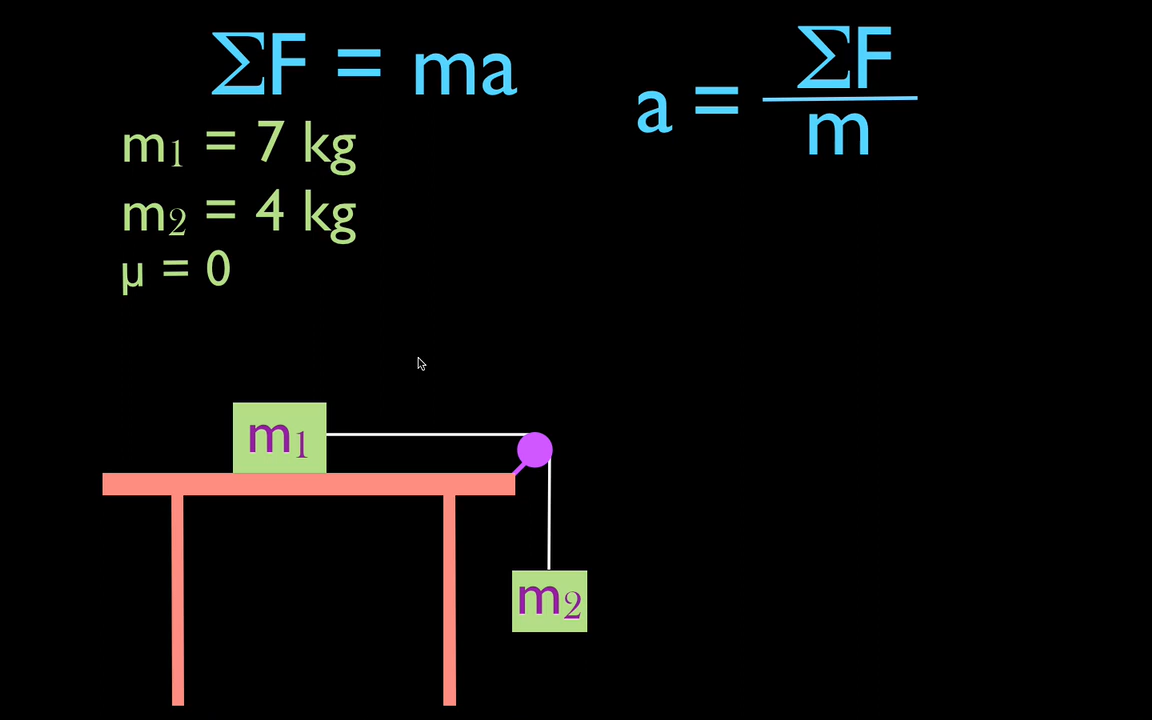 ΣF = ma
a = ΣF / m
m₁ = 7 kg
m₂ = 4 kg
µ = 0
m₁
m₂